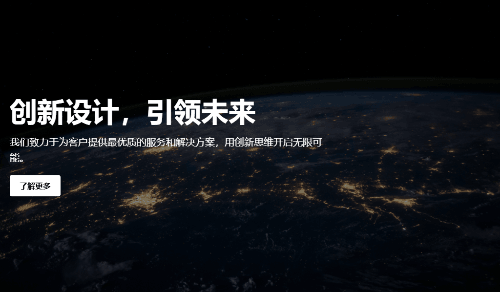 创新设计，引领未来
我们致力于为客户提供最优质的服务和解决方案，用创新思维开启无限可
能。
了解更多